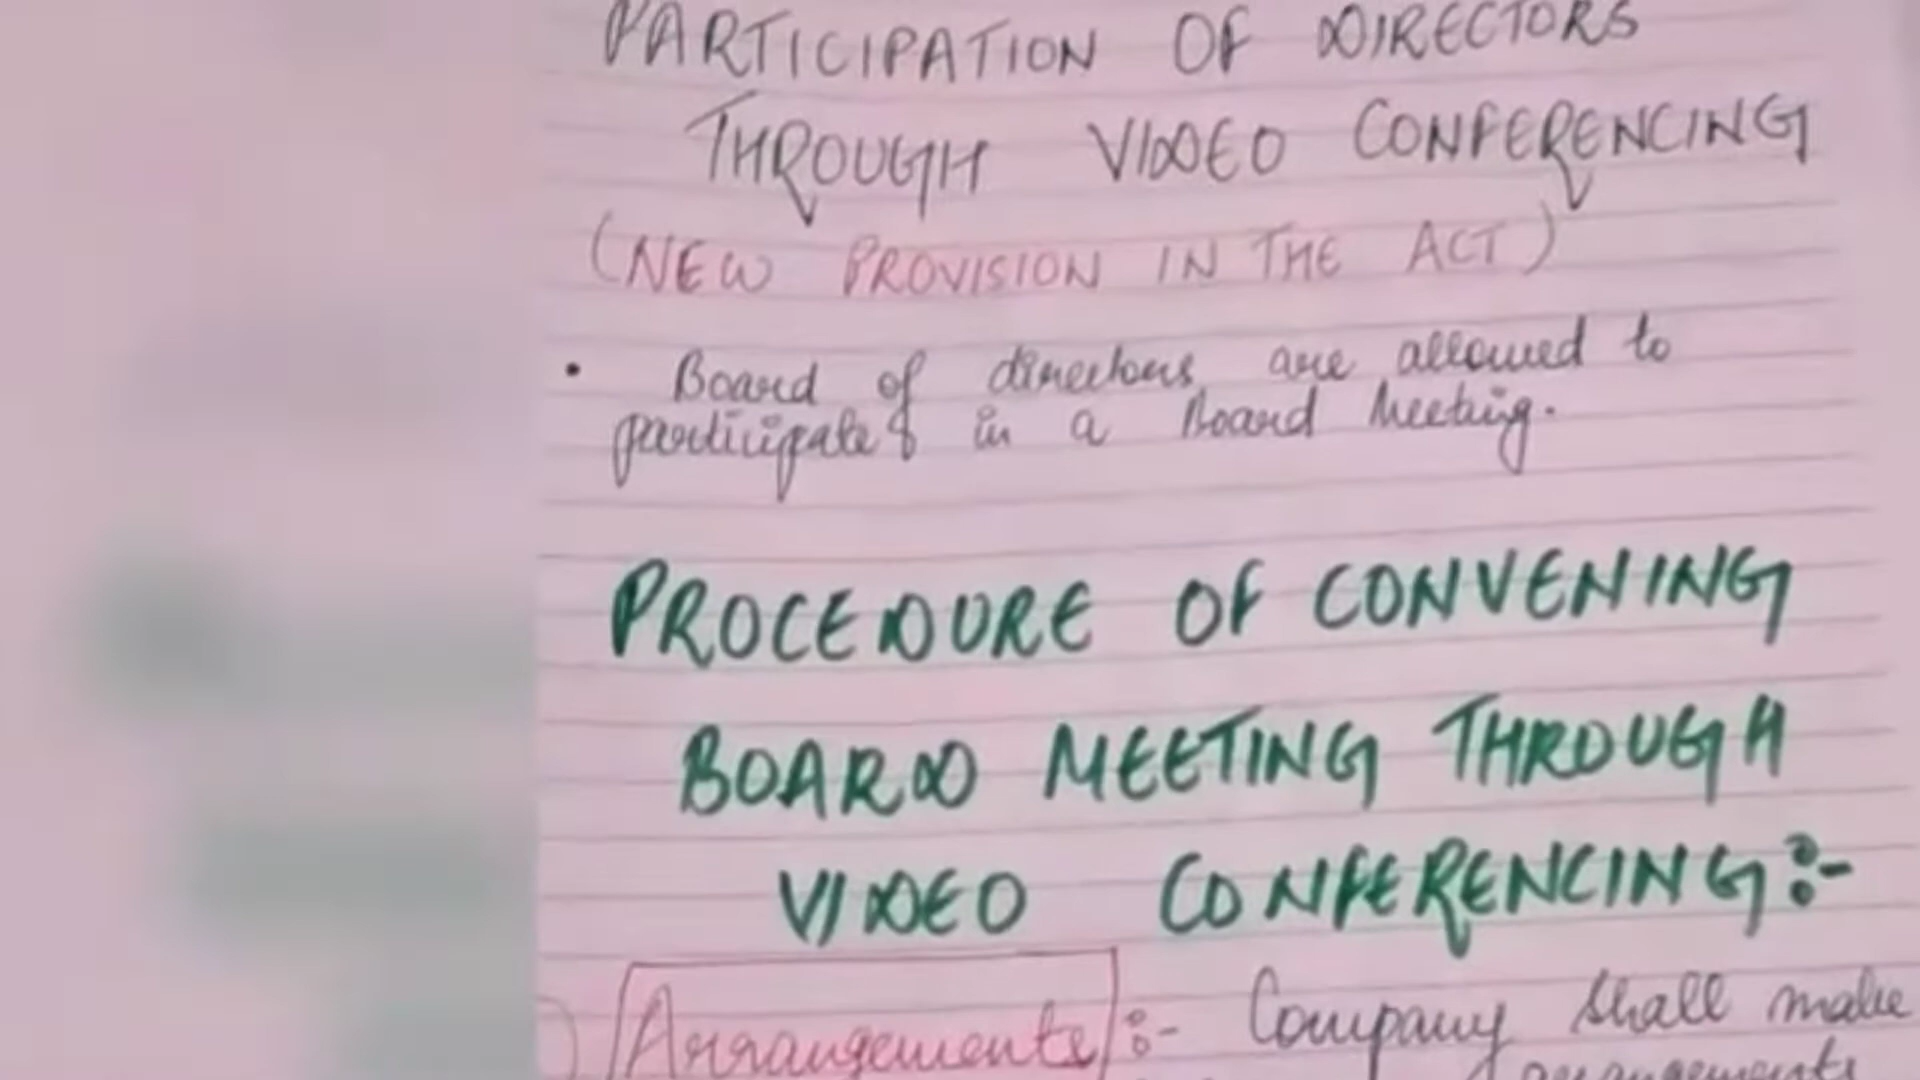 PARTICIPATION OF DIRECTORS
THROUGH VIDEO CONFERENCING
(NEW PROVISION IN THE ACT)
• Board of directors are allowed to
participate in a Board Meeting.
PROCEDURE OF CONVENING
BOARD MEETING THROUGH
VIDEO CONFERENCING:-
Arrangements :- Company shall make
arrangements